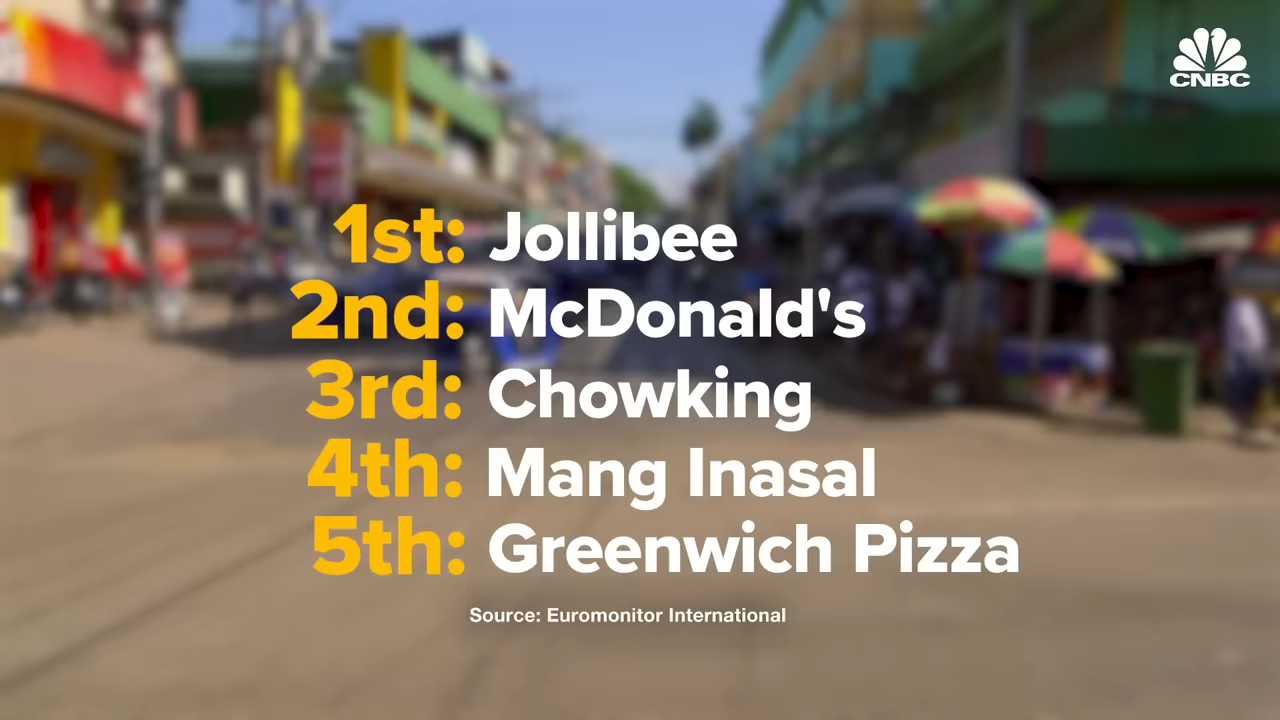 CNBC
1st: Jollibee
2nd: McDonald's
3rd: Chowking
4th: Mang Inasal
5th: Greenwich Pizza
Source: Euromonitor International